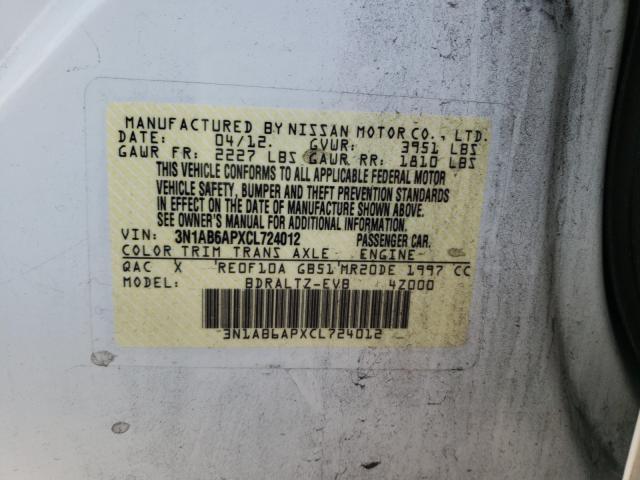 MANUFACTURED BY NISSAN MOTOR CO., LTD.
DATE: 04/12. GVWR: 3951 LBS
GAWR FR: 2227 LBS GAWR RR: 1810 LBS
THIS VEHICLE CONFORMS TO ALL APPLICABLE FEDERAL MOTOR
VEHICLE SAFETY, BUMPER AND THEFT PREVENTION STANDARDS
IN EFFECT ON THE DATE OF MANUFACTURE SHOWN ABOVE.
SEE OWNER'S MANUAL FOR ADDITIONAL INFORMATION.
VIN: 3N1AB6APXCL724012 PASSENGER CAR.
COLOR TRIM TRANS AXLE ENGINE
QAC X RE0F10A GB51 MR20DE 1997 CC
MODEL: BDRALTZ-EVB 4Z000
3N1AB6APXCL724012